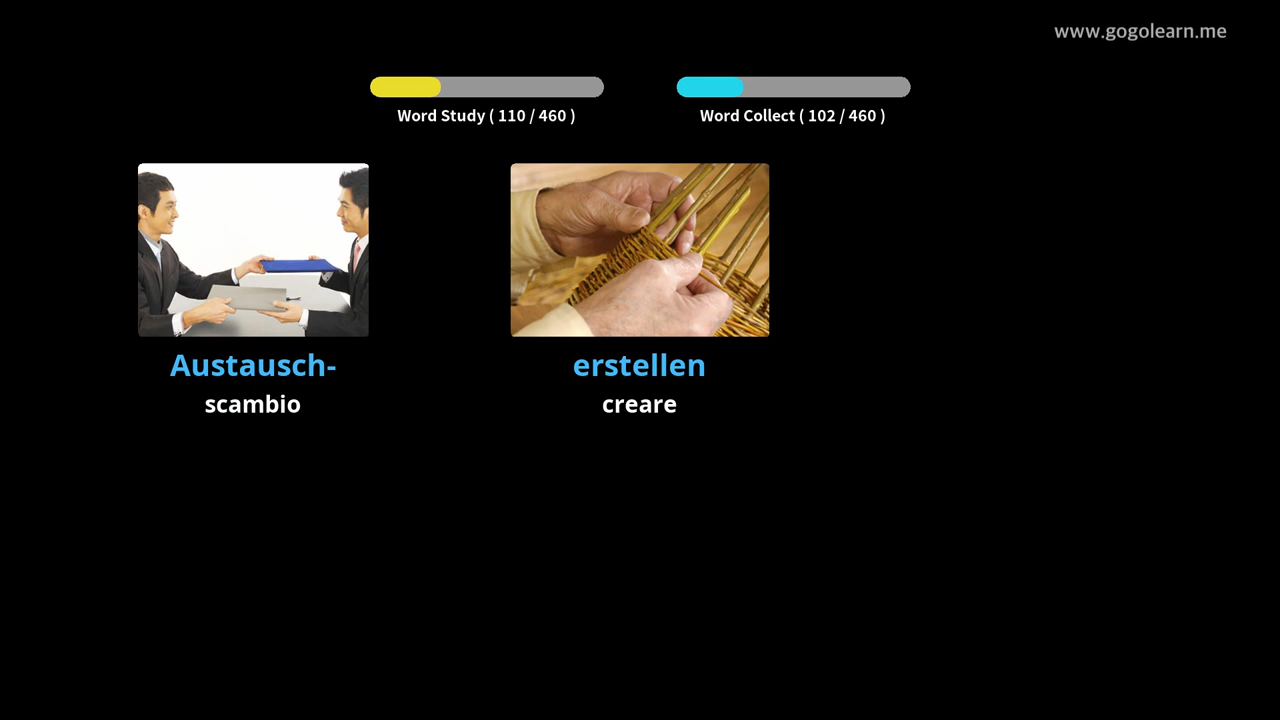 www.gogolearn.me
Word Study ( 110 / 460 )
Word Collect ( 102 / 460 )
Austausch-
scambio
erstellen
creare